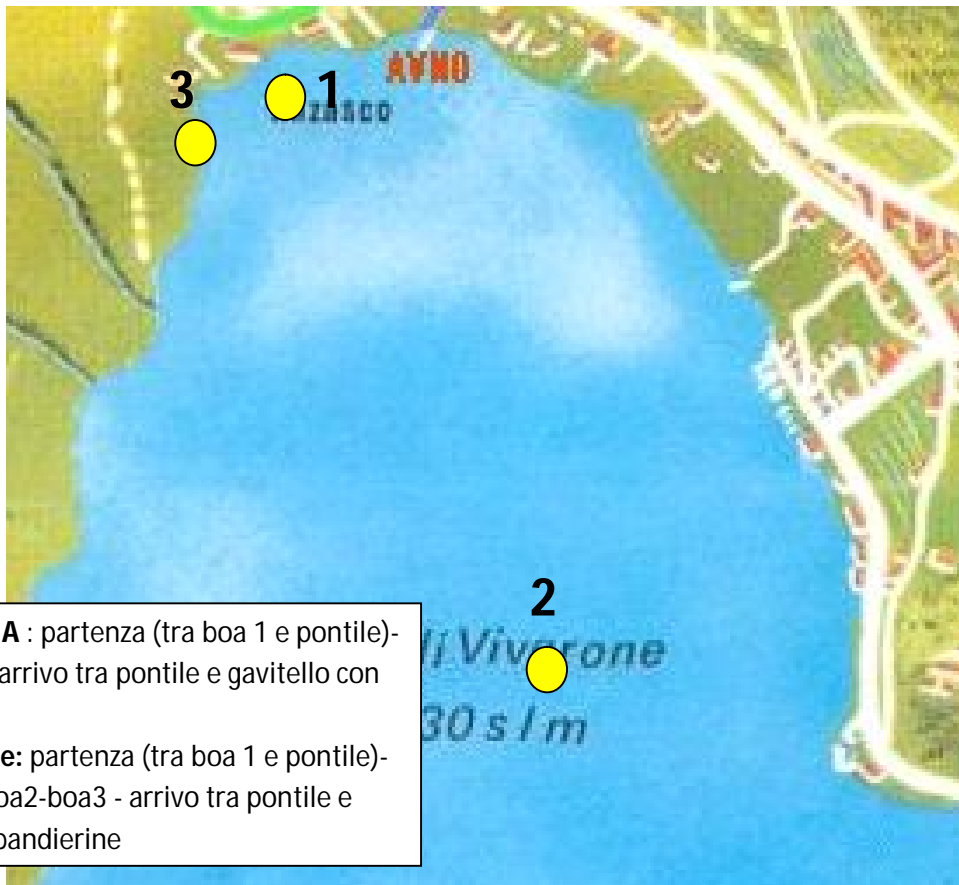 3
1
AVNO
2
di Viverone
30 s l m
A : partenza (tra boa 1 e pontile)-
arrivo tra pontile e gavitello con
e: partenza (tra boa 1 e pontile)-
oa2-boa3 - arrivo tra pontile e
bandierine